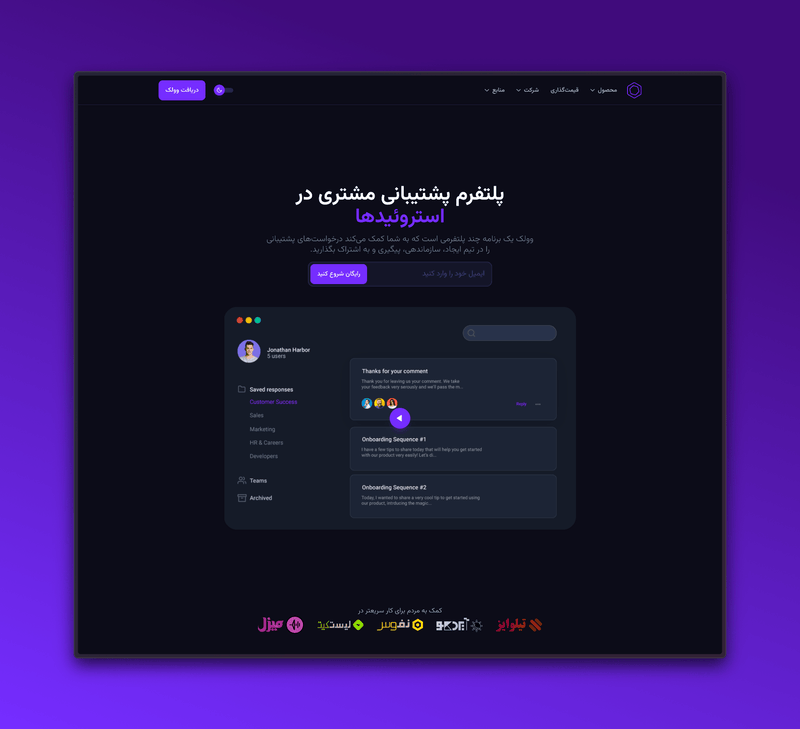 محصول
قیمت‌گذاری
شرکت
منابع
دریافت وولک
پلتفرم پشتیبانی مشتری در
استروئیدها
وولک یک برنامه چند پلتفرمی است که به شما کمک می‌کند درخواست‌های پشتیبانی
را در تیم ایجاد، سازماندهی، پیگیری و به اشتراک بگذارید.
ایمیل خود را وارد کنید
رایگان شروع کنید
Jonathan Harbor
5 users
Saved responses
Customer Success
Sales
Marketing
HR & Careers
Developers
Teams
Archived
Thanks for your comment
Thank you for leaving us your comment. We take
your feedback very seriously and we'll pass the m...
Reply
Onboarding Sequence #1
I have a few tips to share today that will help you get started
with our product very easily! Let's di...
Onboarding Sequence #2
Today, I wanted to share a very cool tip to get started using
our product, intriducing the magic...
کمک به مردم برای کار سریعتر در
تیلوایز
نفوس
لیست‌کید
میزل